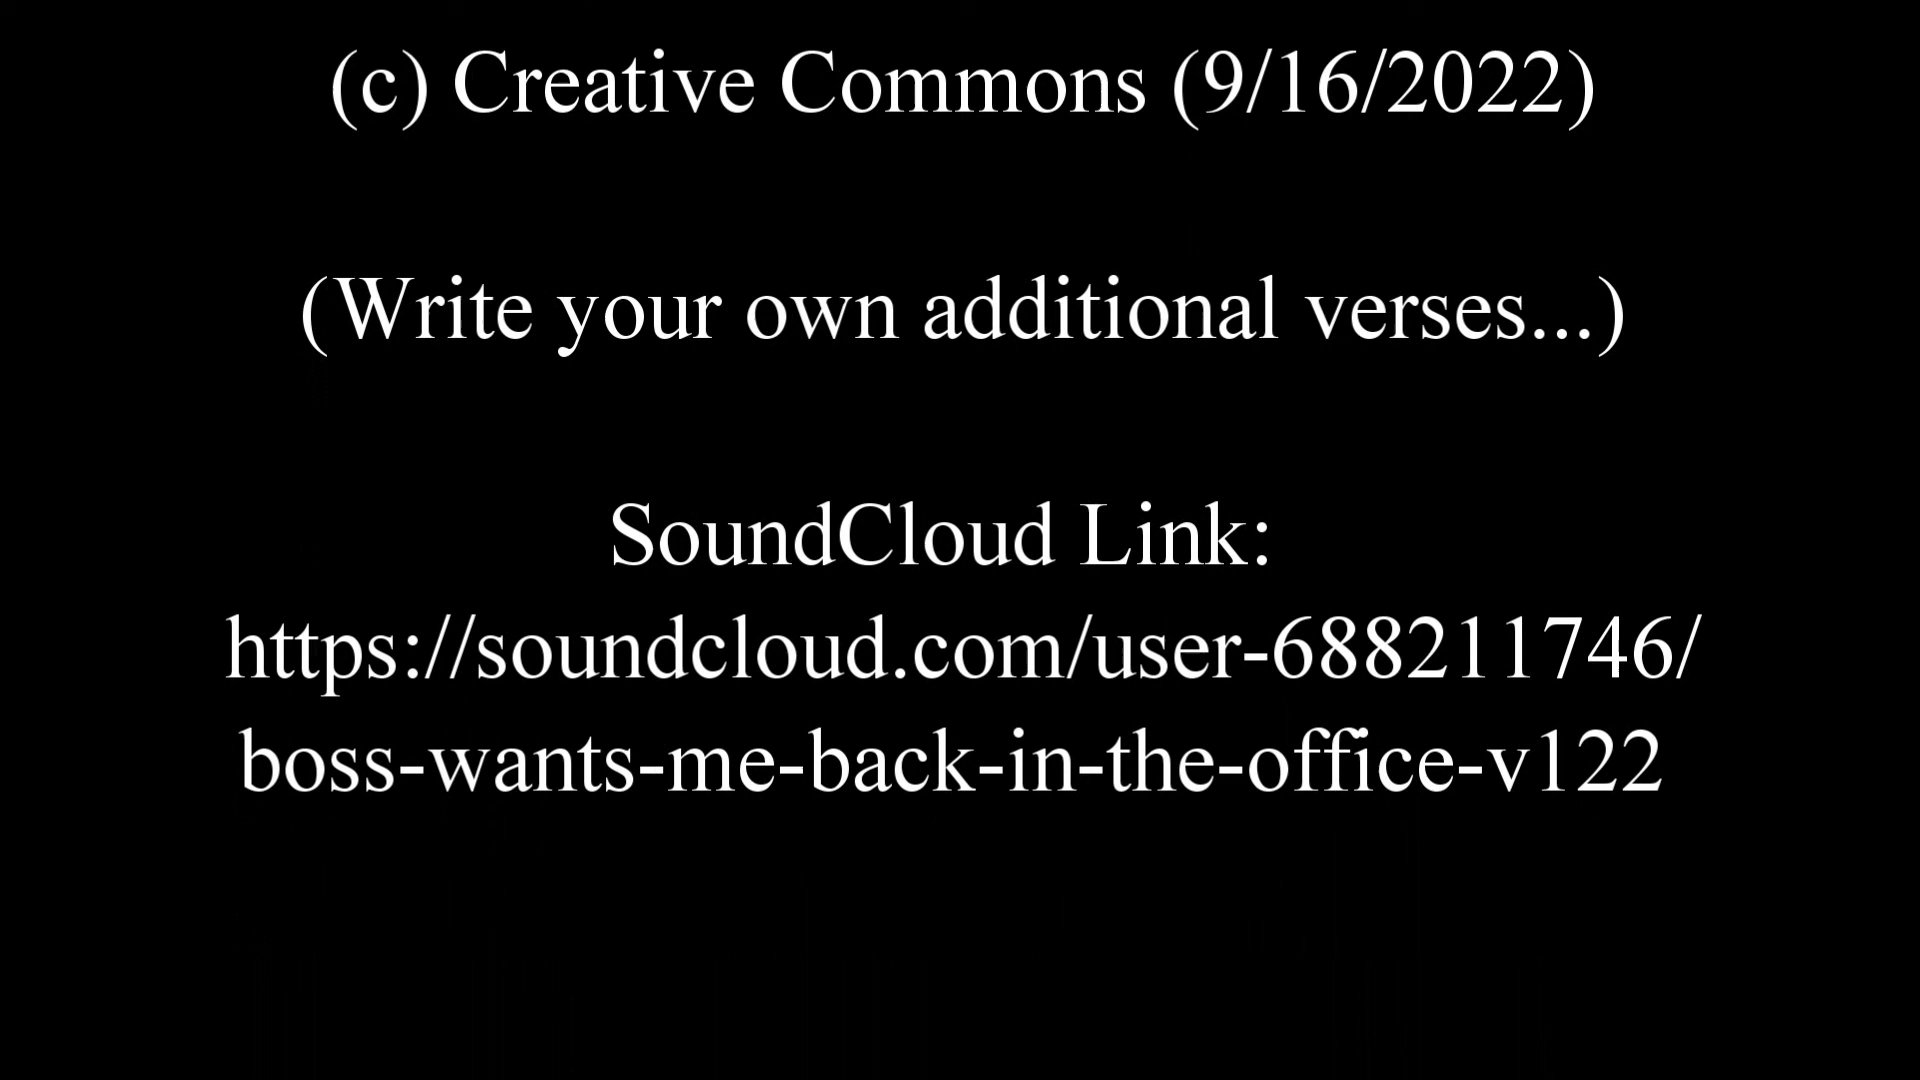 (c) Creative Commons (9/16/2022)
(Write your own additional verses...)
SoundCloud Link:
https://soundcloud.com/user-688211746/
boss-wants-me-back-in-the-office-v122